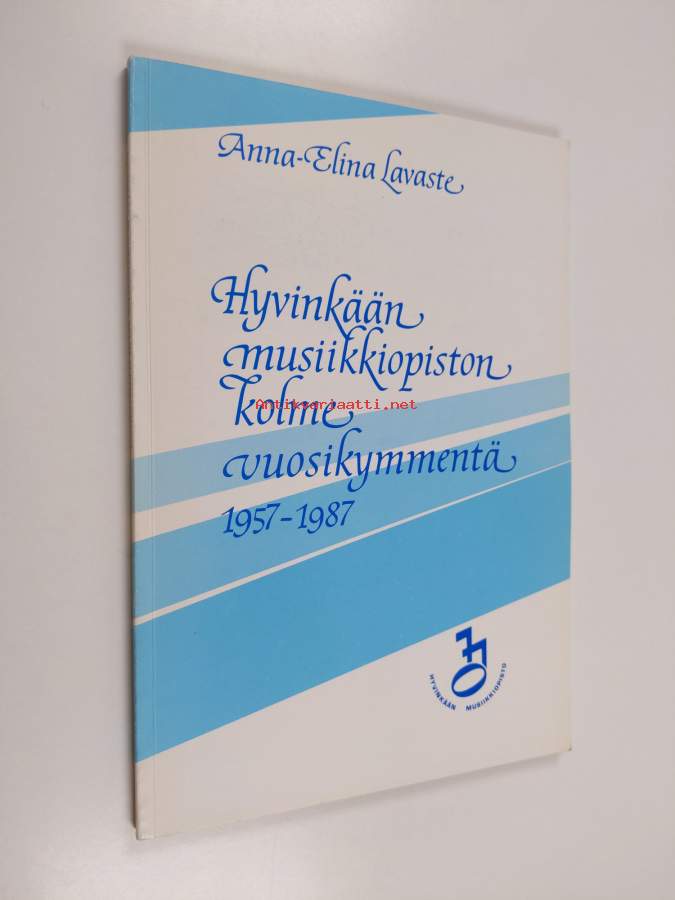 Anna-Elina Lavaste
Hyvinkään
musiikkiopiston
kolme
Antikvariaatti.net
vuosikymmentä
1957-1987
HYVINKÄÄN MUSIIKKIOPISTO